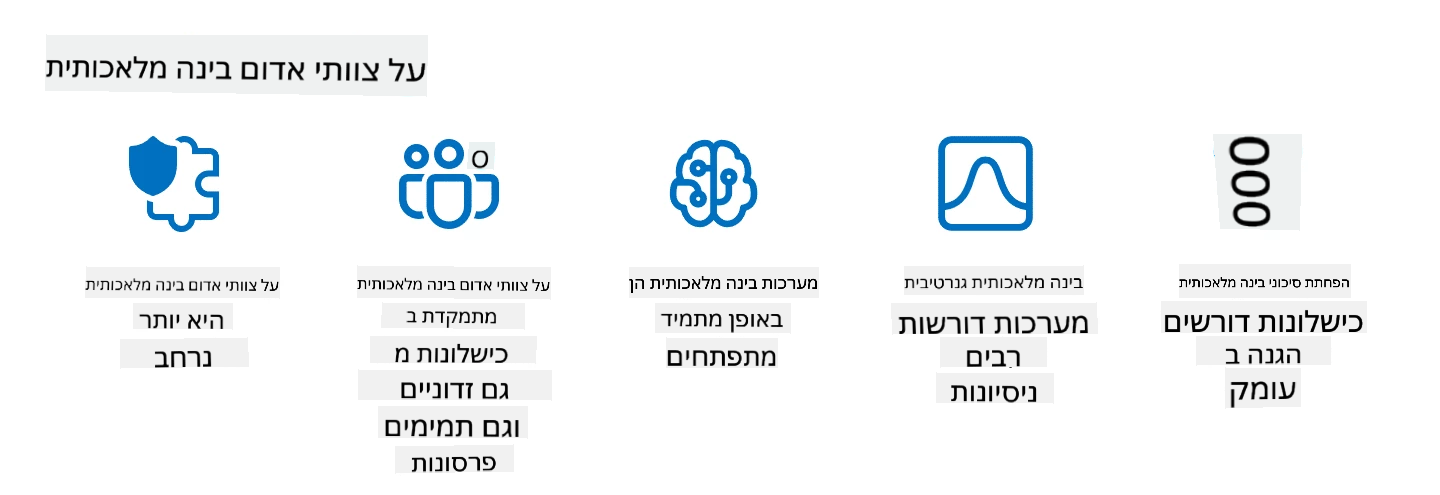 על צוותי אדום בינה מלאכותית
o
000
על צוותי אדום בינה מלאכותית
היא יותר
נרחב
על צוותי אדום בינה מלאכותית
מתמקדת ב
כישלונות מ
גם זדוניים
וגם תמימים
פרסונות
מערכות בינה מלאכותית הן
באופן מתמיד
מתפתחים
בינה מלאכותית גנרטיבית
מערכות דורשות
רבים
ניסיונות
הפחתת סיכוני בינה מלאכותית
כישלונות דורשים
הגנה ב
עומק